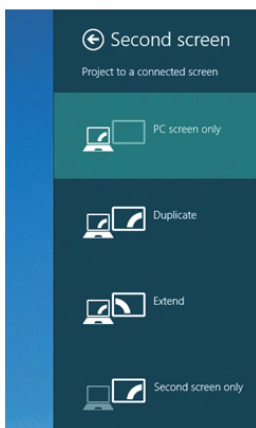 Second screen
Project to a connected screen
PC screen only
Duplicate
Extend
Second screen only